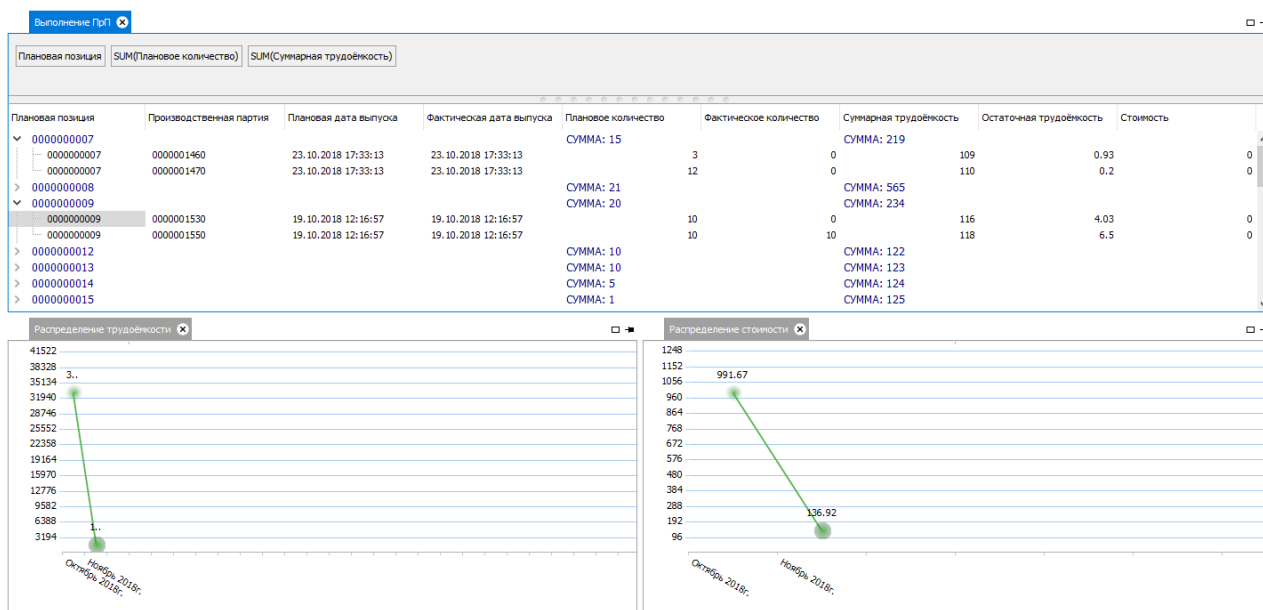 Выполнение ПрП
Плановая позиция SUM(Плановое количество) SUM(Суммарная трудоёмкость)
Плановая позиция Производственная партия Плановая дата выпуска Фактическая дата выпуска Плановое количество Фактическое количество Суммарная трудоёмкость Остаточная трудоёмкость Стоимость
0000000007 СУММА: 15 СУММА: 219
0000000007 0000001460 23.10.2018 17:33:13 23.10.2018 17:33:13 3 0 109 0.93 0
0000000007 0000001470 23.10.2018 17:33:13 23.10.2018 17:33:13 12 0 110 0.2 0
0000000008 СУММА: 21 СУММА: 565
0000000009 СУММА: 20 СУММА: 234
0000000009 0000001530 19.10.2018 12:16:57 19.10.2018 12:16:57 10 0 116 4.03 0
0000000009 0000001550 19.10.2018 12:16:57 19.10.2018 12:16:57 10 10 118 6.5 0
0000000012 СУММА: 10 СУММА: 122
0000000013 СУММА: 10 СУММА: 123
0000000014 СУММА: 5 СУММА: 124
0000000015 СУММА: 1 СУММА: 125
Распределение трудоёмкости
41522
38328
35134
31940
28746
25552
22358
19164
15970
12776
9582
6388
3194
3..
1..
Октябрь 2018г.
Ноябрь 2018г.
Распределение стоимости
1248
1152
1056
960
864
768
672
576
480
384
288
192
96
991.67
136.92
Октябрь 2018г.
Ноябрь 2018г.